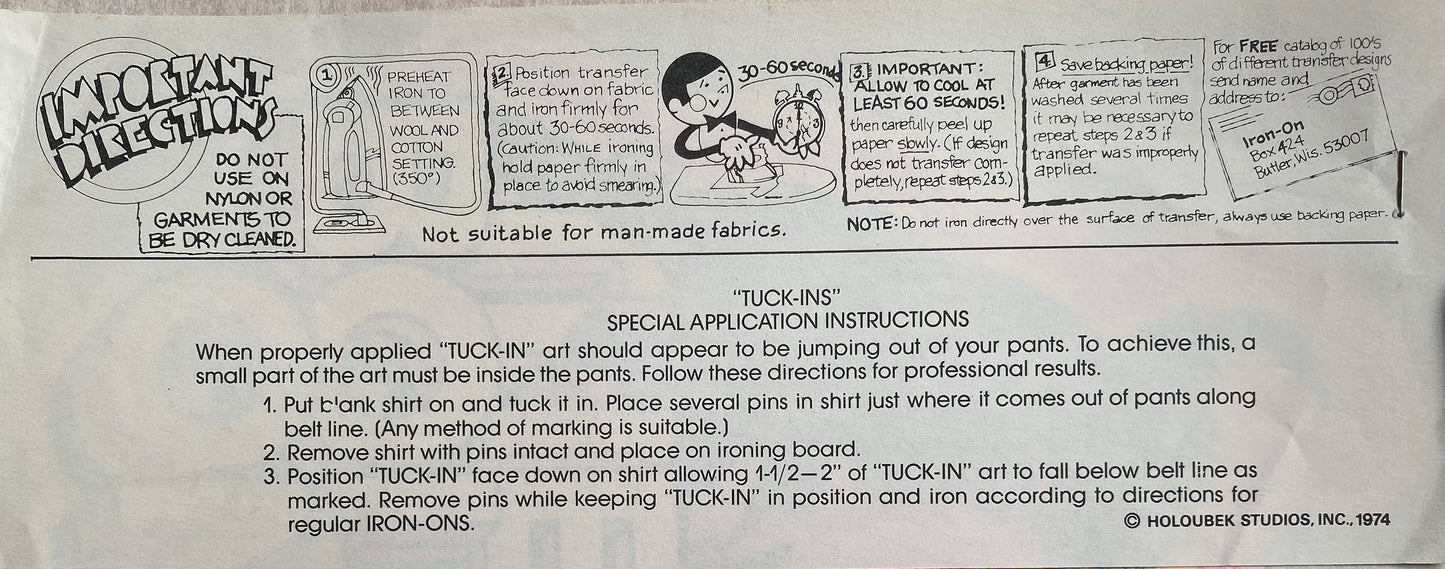 IMPORTANT
DIRECTIONS
DO NOT
USE ON
NYLON OR
GARMENTS TO
BE DRY CLEANED.
1
PREHEAT
IRON TO
BETWEEN
WOOL AND
COTTON
SETTING.
(350°)
2. Position transfer
face down on fabric
and iron firmly for
about 30-60 seconds.
(Caution: WHILE ironing
hold paper firmly in
place to avoid smearing.)
Not suitable for man-made fabrics.
30-60 seconds
3. IMPORTANT:
ALLOW TO COOL AT
LEAST 60 SECONDS!
then carefully peel up
paper slowly. (If design
does not transfer com-
pletely, repeat steps 2&3.)
4. Save backing paper!
After garment has been
washed several times
it may be necessary to
repeat steps 2&3 if
transfer was improperly
applied.
For FREE catalog of 100's
of different transfer designs
send name and
address to:
Iron-On
Box 424
Butler, Wis. 53007
NOTE: Do not iron directly over the surface of transfer, always use backing paper.
"TUCK-INS"
SPECIAL APPLICATION INSTRUCTIONS
When properly applied "TUCK-IN" art should appear to be jumping out of your pants. To achieve this, a
small part of the art must be inside the pants. Follow these directions for professional results.
1. Put blank shirt on and tuck it in. Place several pins in shirt just where it comes out of pants along
belt line. (Any method of marking is suitable.)
2. Remove shirt with pins intact and place on ironing board.
3. Position "TUCK-IN" face down on shirt allowing 1-1/2—2" of "TUCK-IN" art to fall below belt line as
marked. Remove pins while keeping "TUCK-IN" in position and iron according to directions for
regular IRON-ONS.
© HOLOUBEK STUDIOS, INC., 1974